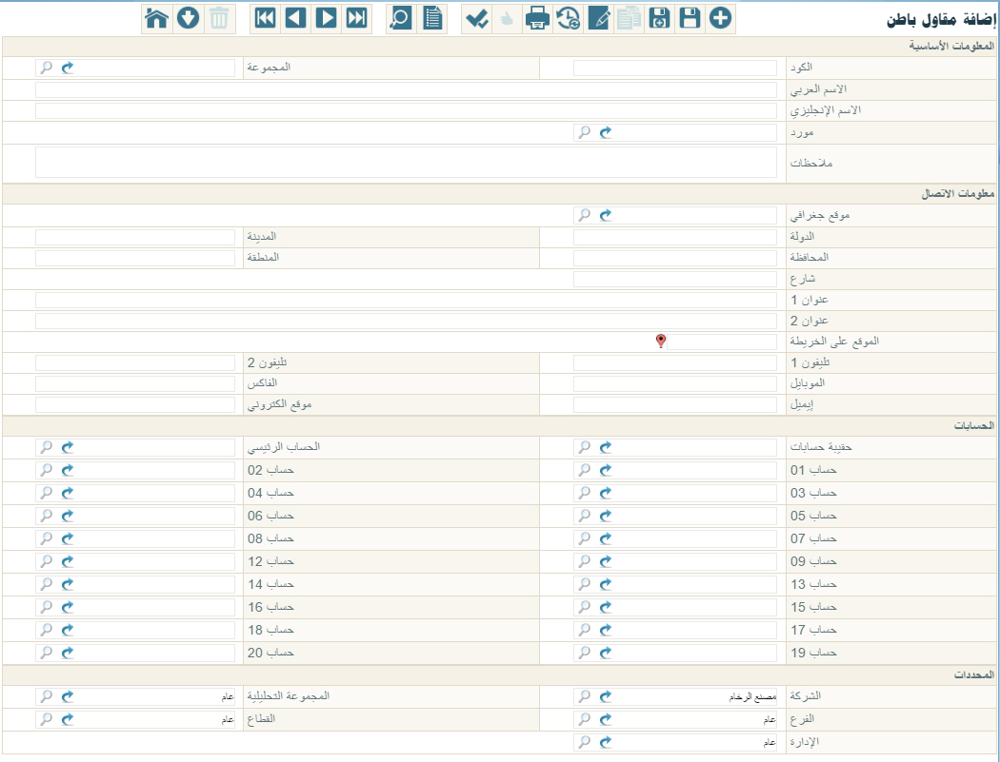 إضافة مقاول باطن
المعلومات الأساسية
الكود المجموعة
الاسم العربي
الاسم الإنجليزي
مورد
ملاحظات
معلومات الاتصال
موقع جغرافي
الدولة المدينة
المحافظة المنطقة
شارع
عنوان 1
عنوان 2
الموقع على الخريطة
تليفون 1 تليفون 2
الموبايل الفاكس
إيميل موقع الكتروني
الحسابات
حقيبة حسابات الحساب الرئيسي
حساب 01 حساب 02
حساب 03 حساب 04
حساب 05 حساب 06
حساب 07 حساب 08
حساب 09 حساب 12
حساب 13 حساب 14
حساب 15 حساب 16
حساب 17 حساب 18
حساب 19 حساب 20
المحددات
الشركة مصنع الرخام المجموعة التحليلية عام
الفرع عام القطاع عام
الإدارة عام